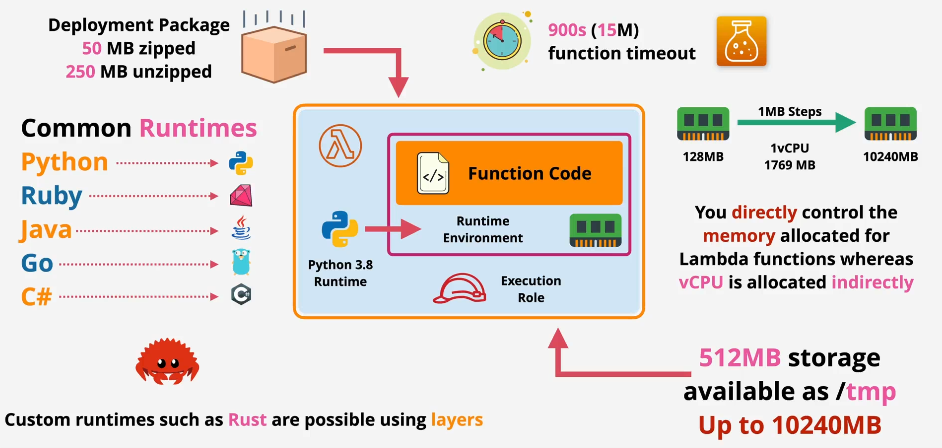 Deployment Package
50 MB zipped
250 MB unzipped
900s (15M)
function timeout
Common Runtimes
Python
Ruby
Java
Go
C#
</>
Function Code
Runtime
Environment
Python 3.8
Runtime
Execution
Role
1MB Steps
1vCPU
1769 MB
128MB
10240MB
You directly control the
memory allocated for
Lambda functions whereas
vCPU is allocated indirectly
512MB storage
available as /tmp
Up to 10240MB
Custom runtimes such as Rust are possible using layers